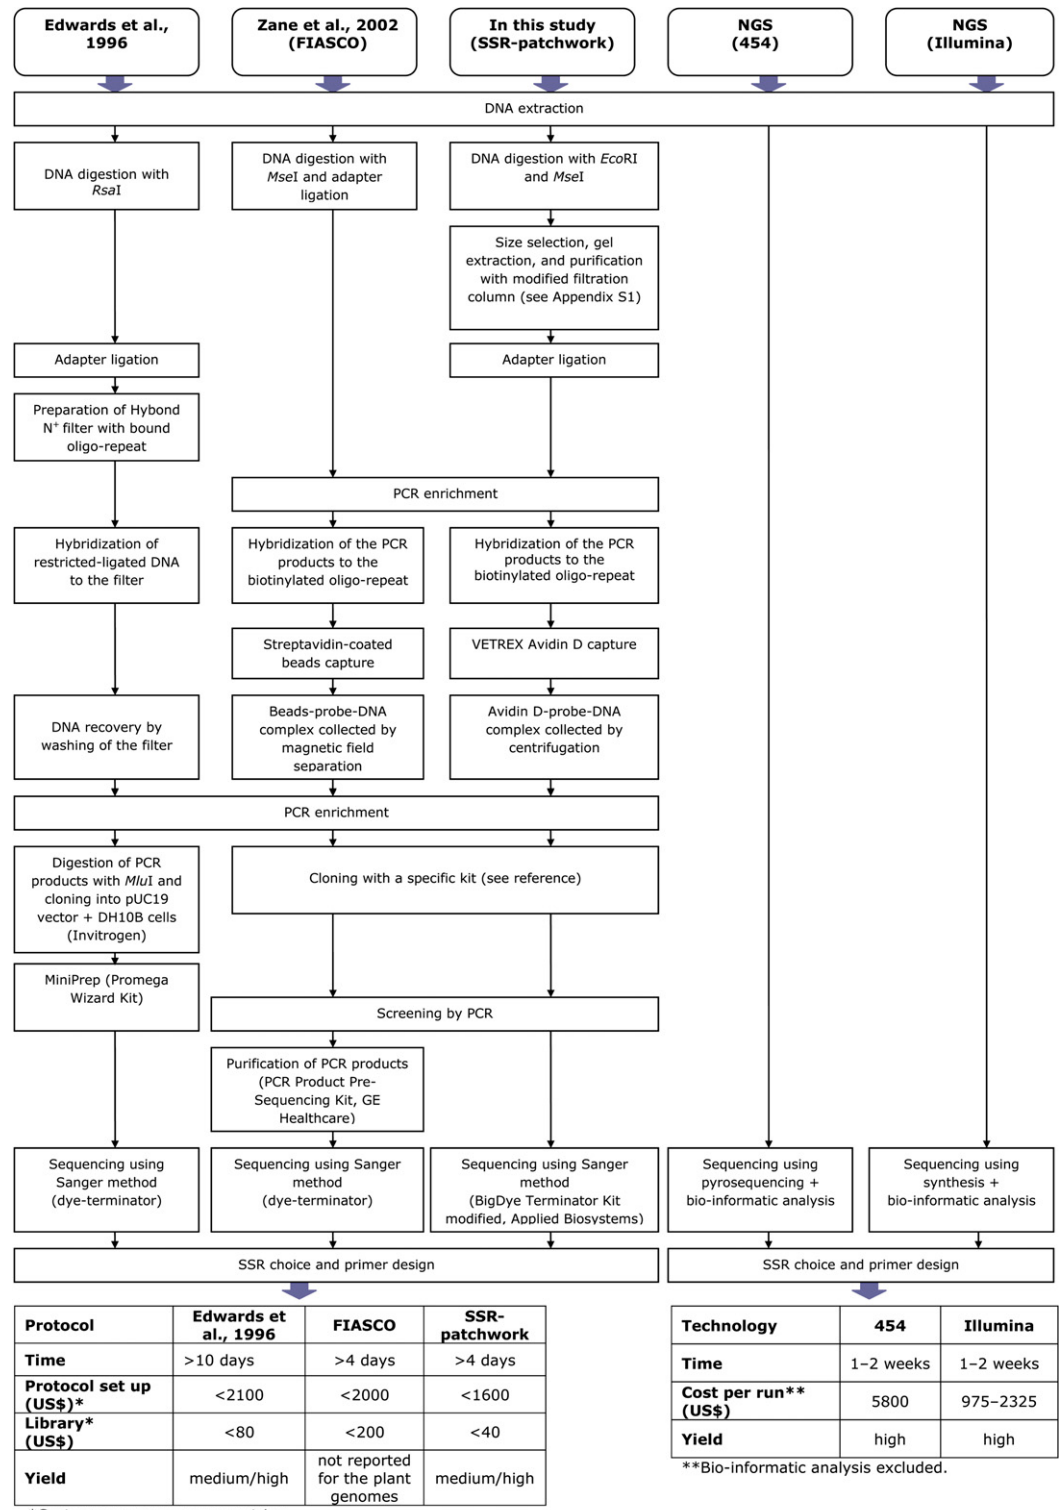 Edwards et al.,
1996
Zane et al., 2002
(FIASCO)
In this study
(SSR-patchwork)
NGS
(454)
NGS
(Illumina)
DNA extraction
DNA digestion with
RsaI
DNA digestion with
MseI and adapter
ligation
DNA digestion with EcoRI
and MseI
Size selection, gel
extraction, and purification
with modified filtration
column (see Appendix S1)
Adapter ligation
Adapter ligation
Preparation of Hybond
N+ filter with bound
oligo-repeat
PCR enrichment
Hybridization of
restricted-ligated DNA
to the filter
Hybridization of the PCR
products to the
biotinylated oligo-repeat
Hybridization of the PCR
products to the
biotinylated oligo-repeat
Streptavidin-coated
beads capture
VETREX Avidin D capture
DNA recovery by
washing of the filter
Beads-probe-DNA
complex collected by
magnetic field
separation
Avidin D-probe-DNA
complex collected by
centrifugation
PCR enrichment
Digestion of PCR
products with MluI and
cloning into pUC19
vector + DH10B cells
(Invitrogen)
Cloning with a specific kit (see reference)
MiniPrep (Promega
Wizard Kit)
Screening by PCR
Purification of PCR products
(PCR Product Pre-
Sequencing Kit, GE
Healthcare)
Sequencing using
Sanger method
(dye-terminator)
Sequencing using Sanger
method
(dye-terminator)
Sequencing using Sanger
method
(BigDye Terminator Kit
modified, Applied Biosystems)
Sequencing using
pyrosequencing +
bio-informatic analysis
Sequencing using
synthesis +
bio-informatic analysis
SSR choice and primer design
SSR choice and primer design
Protocol Edwards et al., 1996 FIASCO SSR-patchwork
Time >10 days >4 days >4 days
Protocol set up (US$)* <2100 <2000 <1600
Library* (US$) <80 <200 <40
Yield medium/high not reported for the plant genomes medium/high
Technology 454 Illumina
Time 1–2 weeks 1–2 weeks
Cost per run** (US$) 5800 975–2325
Yield high high
**Bio-informatic analysis excluded.